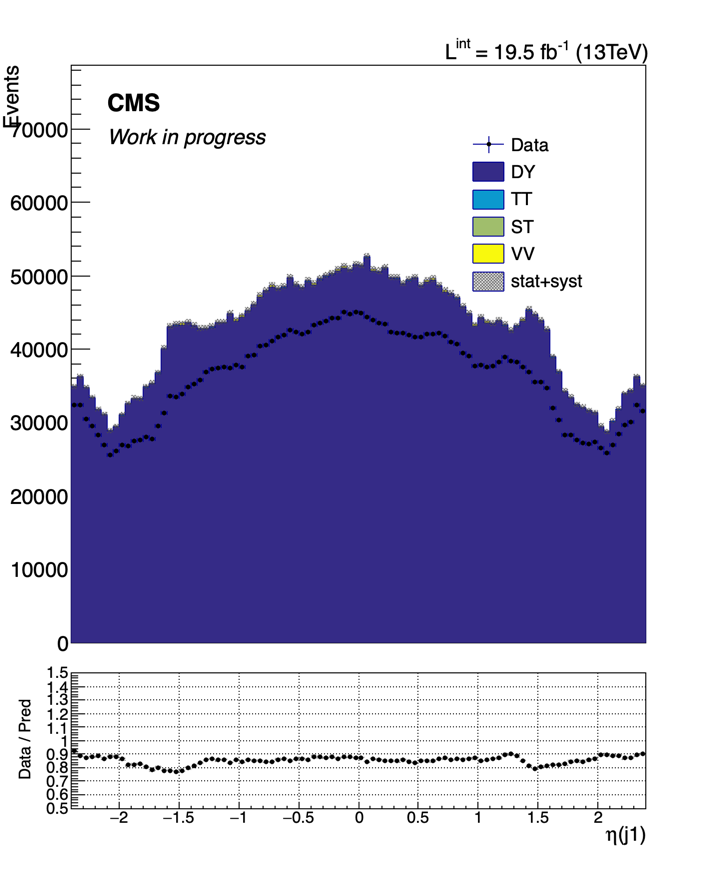 L^int = 19.5 fb^-1 (13TeV)
Events
CMS
Work in progress
Data
DY
TT
ST
VV
stat+syst
70000
60000
50000
40000
30000
20000
10000
0
Data / Pred
1.5
1.4
1.3
1.2
1.1
1
0.9
0.8
0.7
0.6
0.5
−2 −1.5 −1 −0.5 0 0.5 1 1.5 2
η(j1)